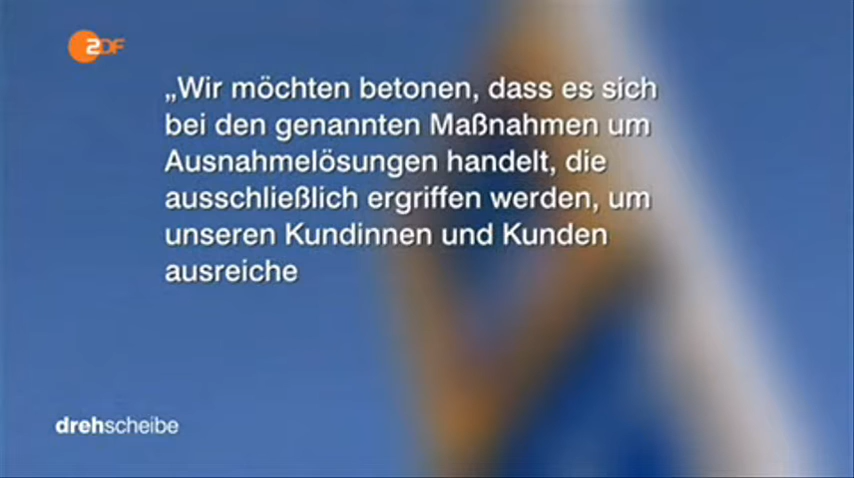 ZDF
„Wir möchten betonen, dass es sich
bei den genannten Maßnahmen um
Ausnahmelösungen handelt, die
ausschließlich ergriffen werden, um
unseren Kundinnen und Kunden
ausreiche
drehscheibe